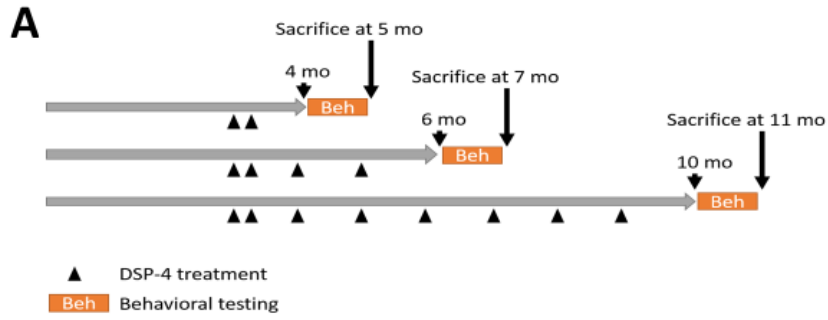 A
Sacrifice at 5 mo
4 mo
Beh
Sacrifice at 7 mo
6 mo
Beh
Sacrifice at 11 mo
10 mo
Beh
DSP-4 treatment
Beh Behavioral testing